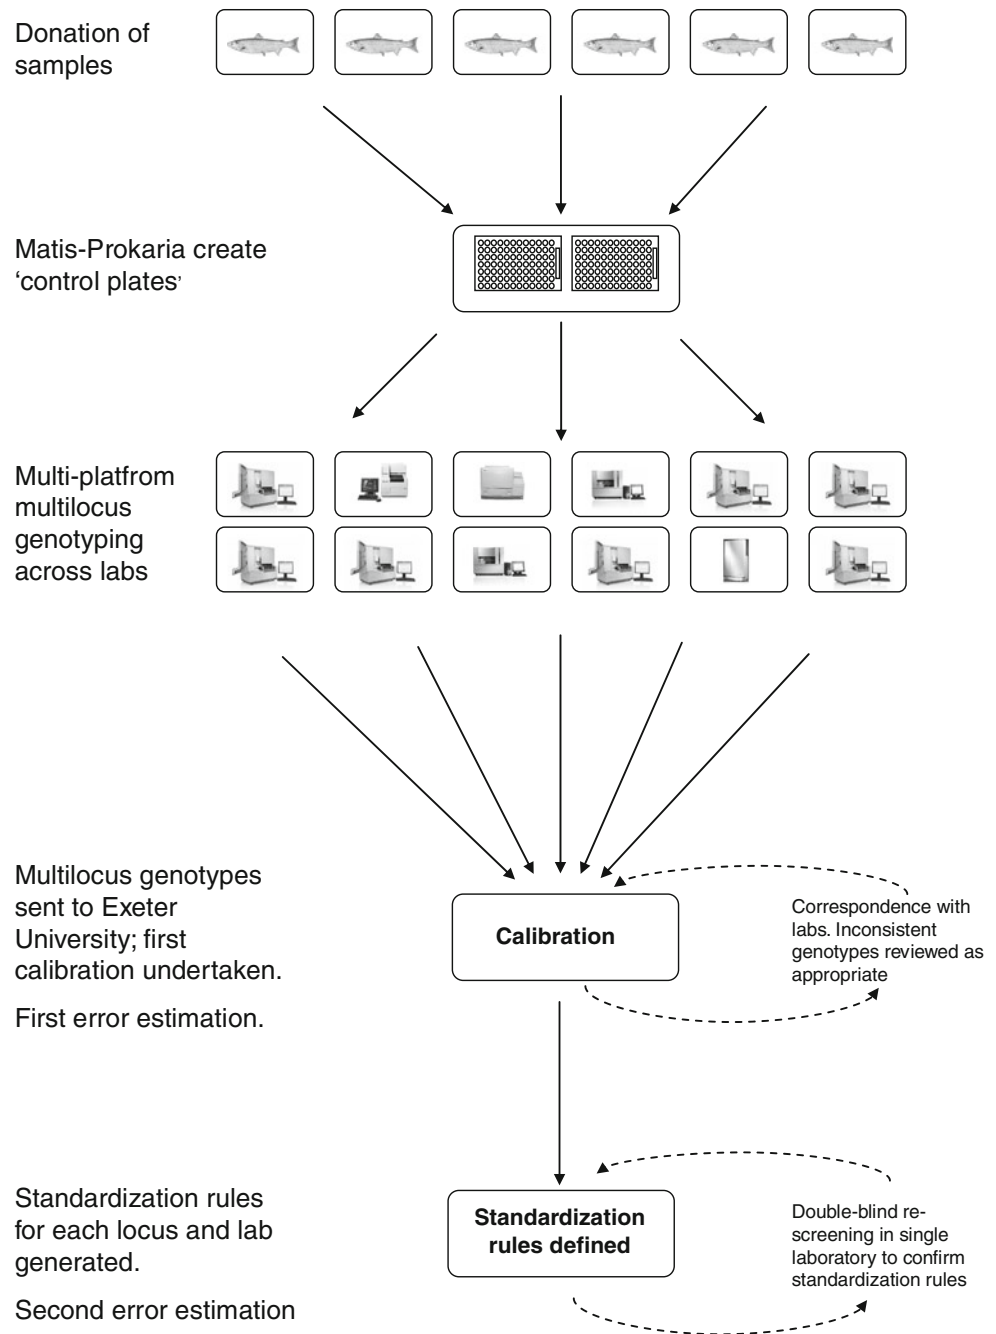 Donation of
samples
Matis-Prokaria create
‘control plates’
Multi-platfrom
multilocus
genotyping
across labs
Multilocus genotypes
sent to Exeter
University; first
calibration undertaken.
First error estimation.
Calibration
Correspondence with
labs. Inconsistent
genotypes reviewed as
appropriate
Standardization rules
for each locus and lab
generated.
Second error estimation
Standardization
rules defined
Double-blind re-
screening in single
laboratory to confirm
standardization rules